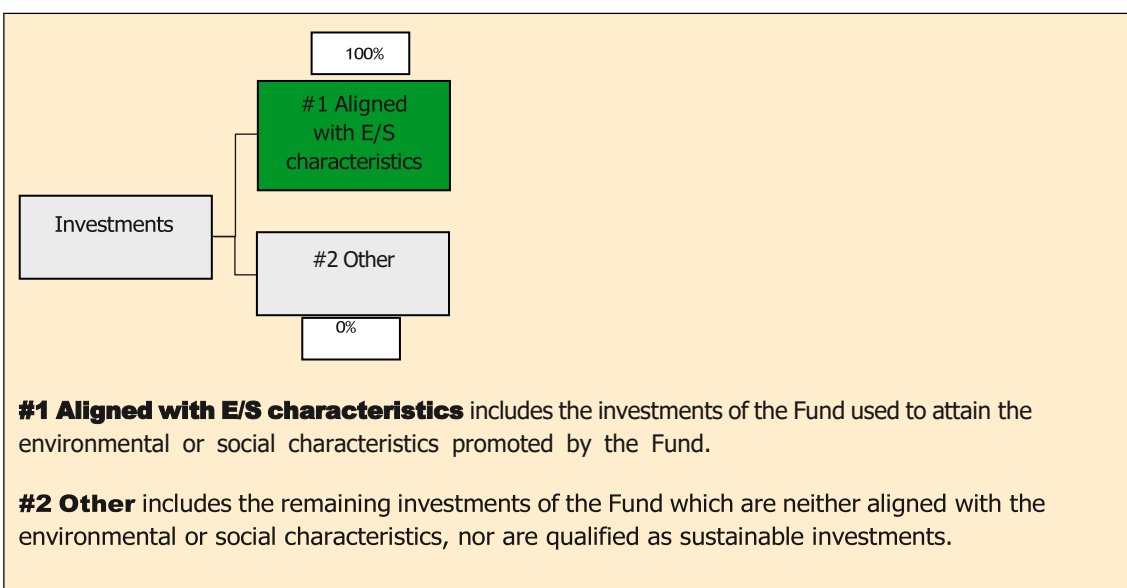 100%
#1 Aligned
with E/S
characteristics
Investments
#2 Other
0%
#1 Aligned with E/S characteristics includes the investments of the Fund used to attain the
environmental or social characteristics promoted by the Fund.
#2 Other includes the remaining investments of the Fund which are neither aligned with the
environmental or social characteristics, nor are qualified as sustainable investments.